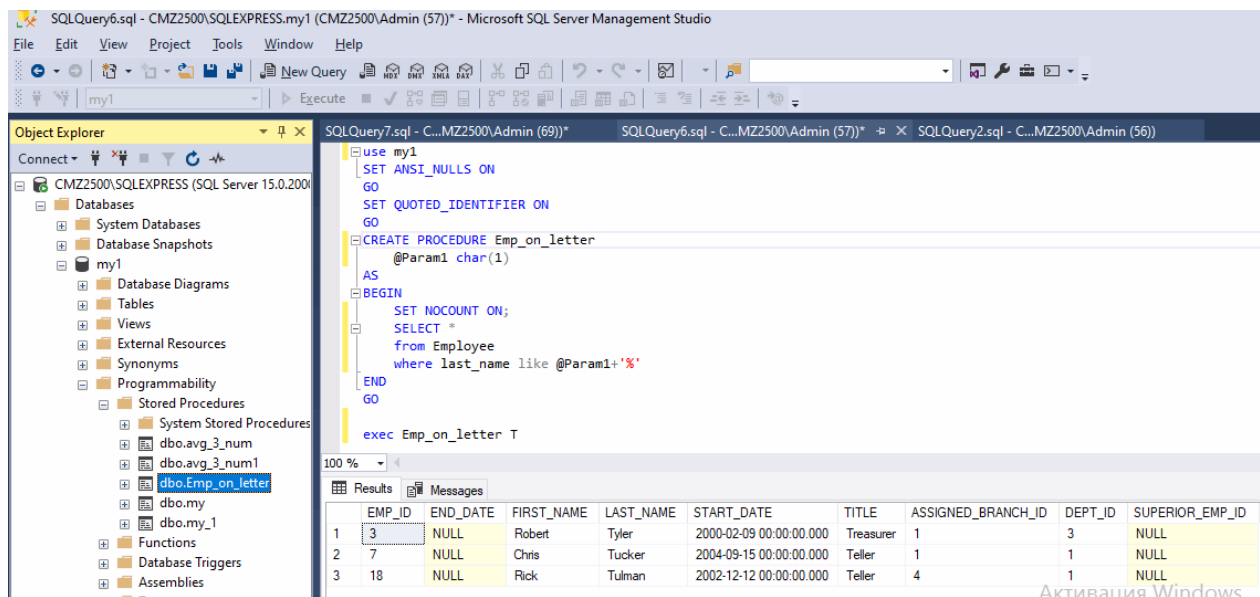 SQLQuery6.sql - CMZ2500\SQLEXPRESS.my1 (CMZ2500\Admin (57))* - Microsoft SQL Server Management Studio
File Edit View Project Tools Window Help
New Query MDX DMX XMLA DAX
my1 Execute
Object Explorer
Connect
CMZ2500\SQLEXPRESS (SQL Server 15.0.200
Databases
System Databases
Database Snapshots
my1
Database Diagrams
Tables
Views
External Resources
Synonyms
Programmability
Stored Procedures
System Stored Procedures
dbo.avg_3_num
dbo.avg_3_num1
dbo.Emp_on_letter
dbo.my
dbo.my_1
Functions
Database Triggers
Assemblies
SQLQuery7.sql - C...MZ2500\Admin (69))* SQLQuery6.sql - C...MZ2500\Admin (57))* SQLQuery2.sql - C...MZ2500\Admin (56))
use my1
SET ANSI_NULLS ON
GO
SET QUOTED_IDENTIFIER ON
GO
CREATE PROCEDURE Emp_on_letter
@Param1 char(1)
AS
BEGIN
SET NOCOUNT ON;
SELECT *
from Employee
where last_name like @Param1+'%'
END
GO
exec Emp_on_letter T
100 %
Results Messages
EMP_ID END_DATE FIRST_NAME LAST_NAME START_DATE TITLE ASSIGNED_BRANCH_ID DEPT_ID SUPERIOR_EMP_ID
1 3 NULL Robert Tyler 2000-02-09 00:00:00.000 Treasurer 1 3 NULL
2 7 NULL Chris Tucker 2004-09-15 00:00:00.000 Teller 1 1 NULL
3 18 NULL Rick Tulman 2002-12-12 00:00:00.000 Teller 4 1 NULL
Активация Windows